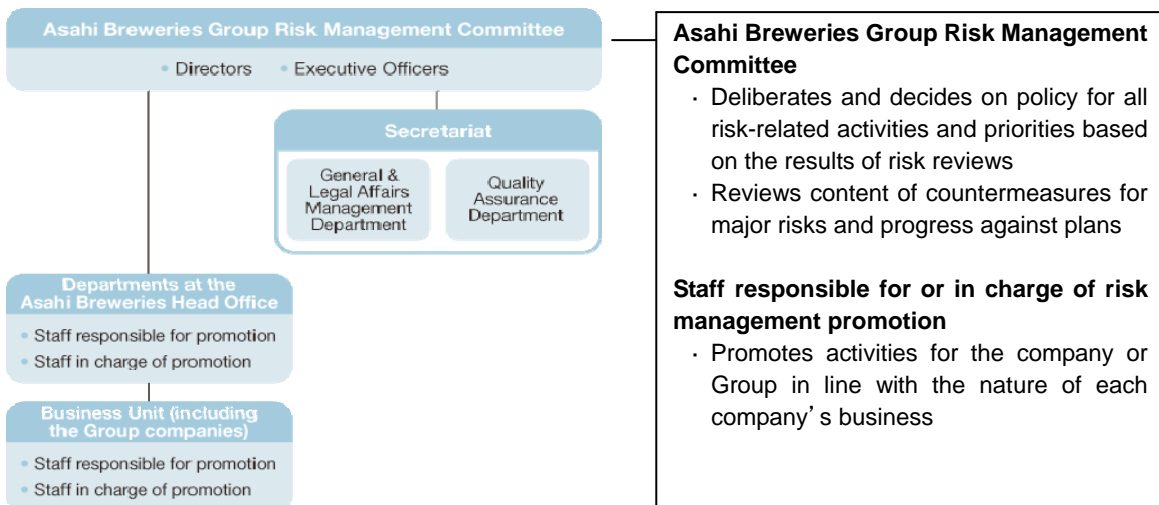 Asahi Breweries Group Risk Management Committee
• Directors • Executive Officers
Secretariat
General &
Legal Affairs
Management
Department
Quality
Assurance
Department
Departments at the
Asahi Breweries Head Office
• Staff responsible for promotion
• Staff in charge of promotion
Business Unit (including
the Group companies)
• Staff responsible for promotion
• Staff in charge of promotion
Asahi Breweries Group Risk Management
Committee
· Deliberates and decides on policy for all
risk-related activities and priorities based
on the results of risk reviews
· Reviews content of countermeasures for
major risks and progress against plans
Staff responsible for or in charge of risk
management promotion
· Promotes activities for the company or
Group in line with the nature of each
company’s business